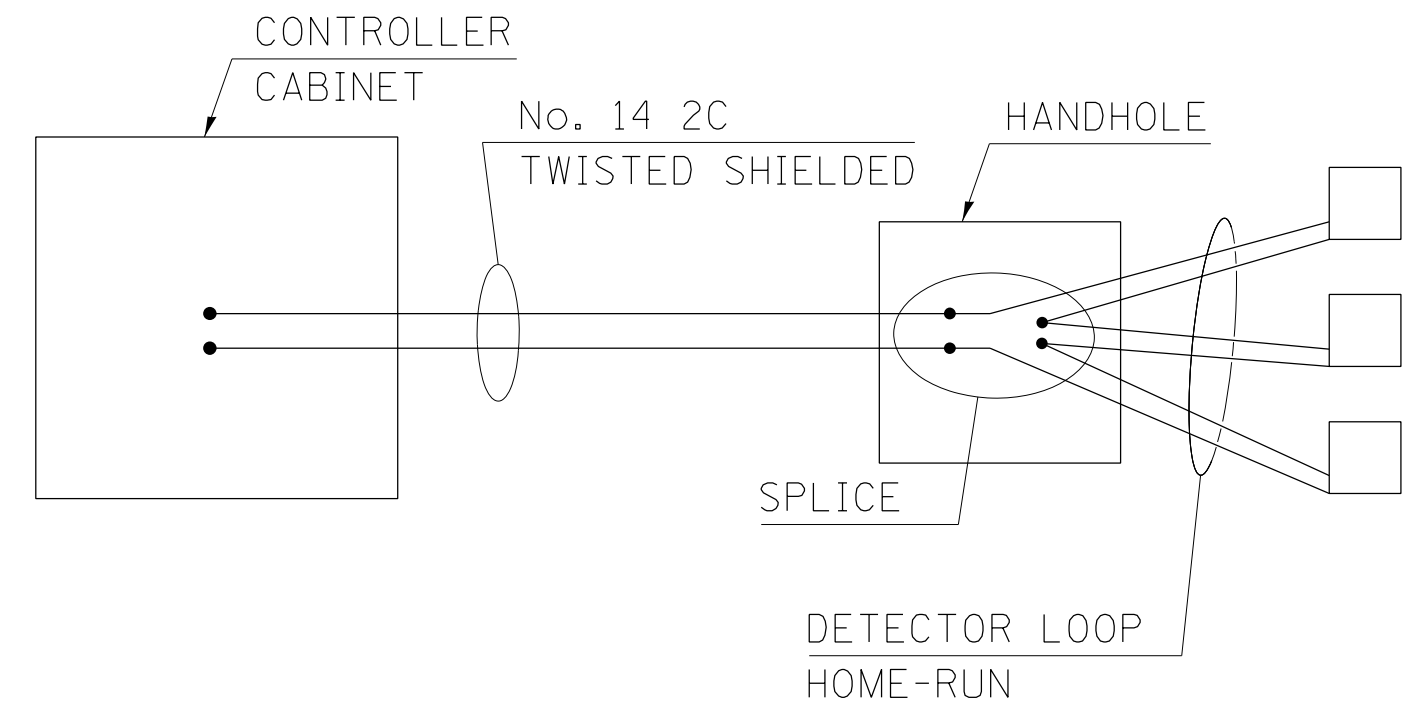 CONTROLLER
CABINET
No. 14 2C
TWISTED SHIELDED
HANDHOLE
SPLICE
DETECTOR LOOP
HOME-RUN